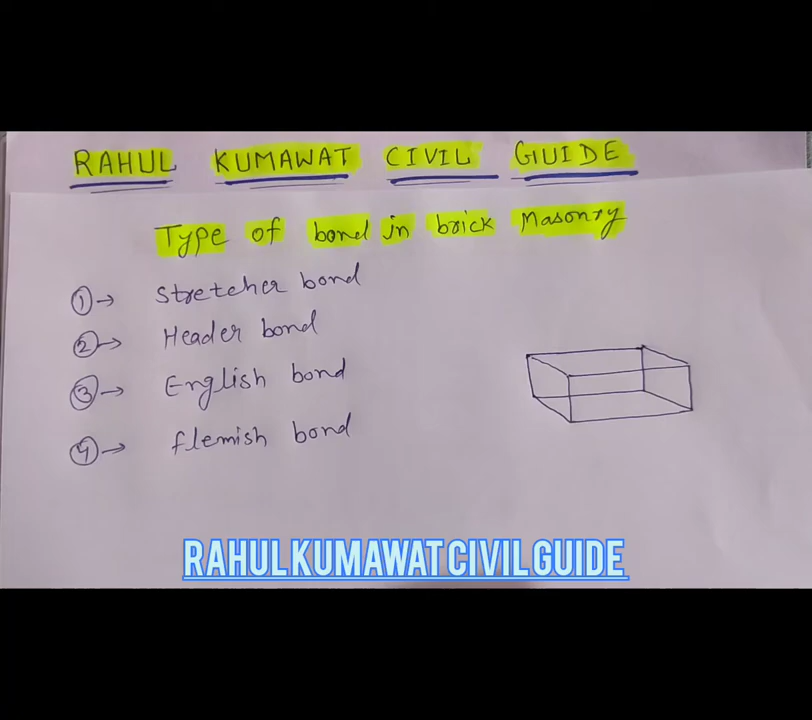 RAHUL KUMAWAT CIVIL GUIDE
Type of bond in brick Masonry
① → Stretcher bond
② → Header bond
③ → English bond
④ → flemish bond
RAHUL KUMAWAT CIVIL GUIDE